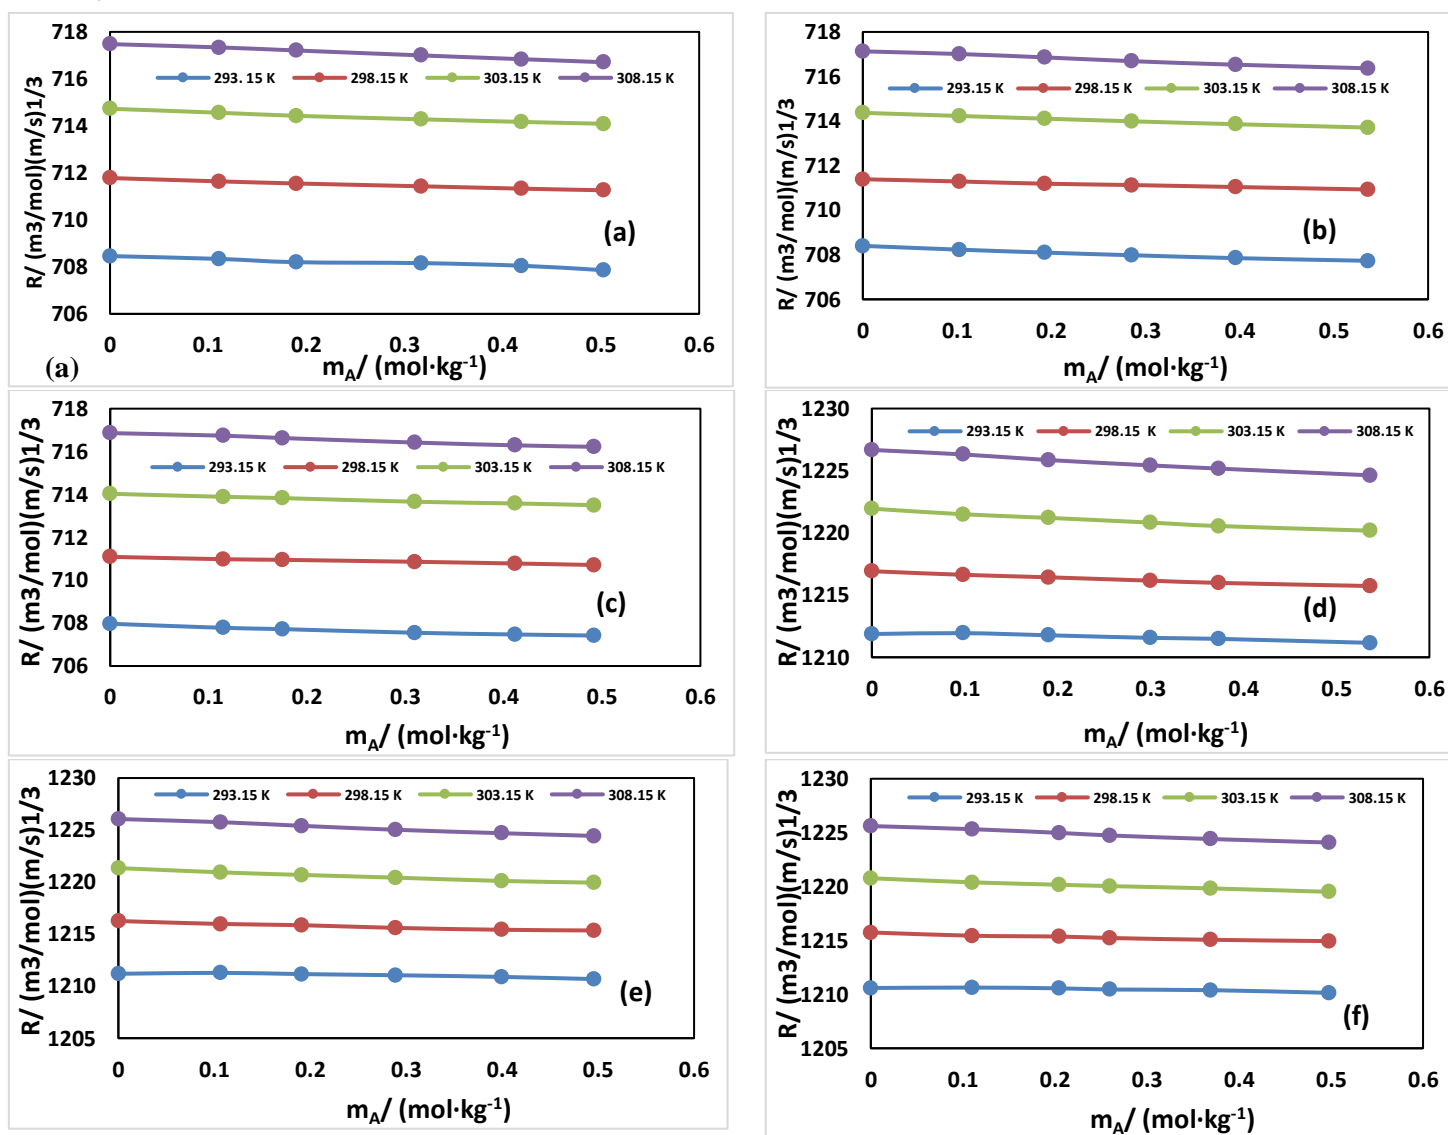 R/ (m3/mol)(m/s)1/3
718
716
714
712
710
708
706
293. 15 K 298.15 K 303.15 K 308.15 K
(a)
0 0.1 0.2 0.3 0.4 0.5 0.6
(a)
mA/ (mol·kg-1)
R/ (m3/mol)(m/s)1/3
718
716
714
712
710
708
706
293.15 K 298.15 K 303.15 K 308.15 K
(b)
0 0.1 0.2 0.3 0.4 0.5 0.6
mA/ (mol·kg-1)
R/ (m3/mol)(m/s)1/3
718
716
714
712
710
708
706
293.15 K 298.15 K 303.15 K 308.15 K
(c)
0 0.1 0.2 0.3 0.4 0.5 0.6
mA/ (mol·kg-1)
R/ (m3/mol)(m/s)1/3
1230
1225
1220
1215
1210
293.15 K 298.15 K 303.15 K 308.15 K
(d)
0 0.1 0.2 0.3 0.4 0.5 0.6
mA/ (mol·kg-1)
R/ (m3/mol)(m/s)1/3
1230
1225
1220
1215
1210
1205
293.15 K 298.15 K 303.15 K 308.15 K
(e)
0 0.1 0.2 0.3 0.4 0.5 0.6
mA/ (mol·kg-1)
R/ (m3/mol)(m/s)1/3
1230
1225
1220
1215
1210
1205
293.15 K 298.15 K 303.15 K 308.15 K
(f)
0 0.1 0.2 0.3 0.4 0.5 0.6
mA/ (mol·kg-1)